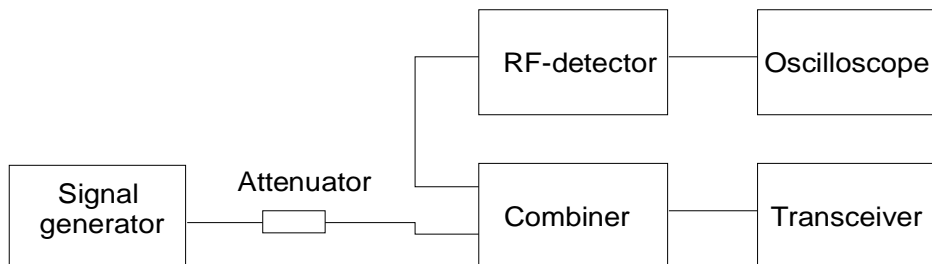 RF-detector
Oscilloscope
Attenuator
Signal
generator
Combiner
Transceiver